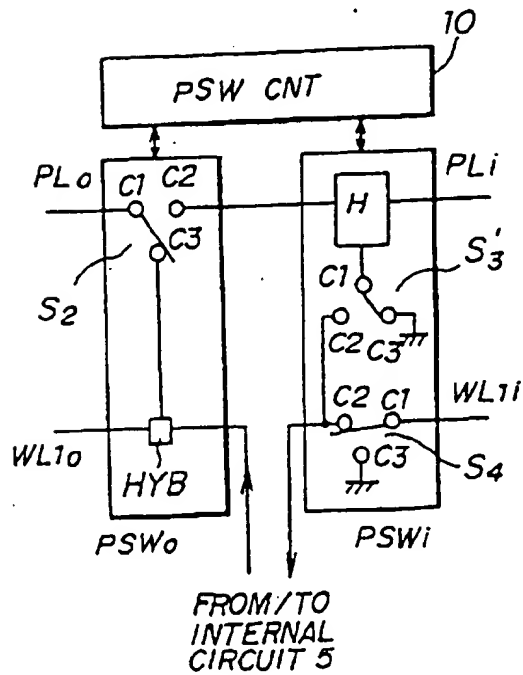 10
PSW CNT
PLo
C1 C2
C3
S2
WL1o
HYB
PSWo
PLi
H
C1
S3'
C2 C3
C2 C1
WL1i
C3
S4
PSWi
FROM/TO
INTERNAL
CIRCUIT 5